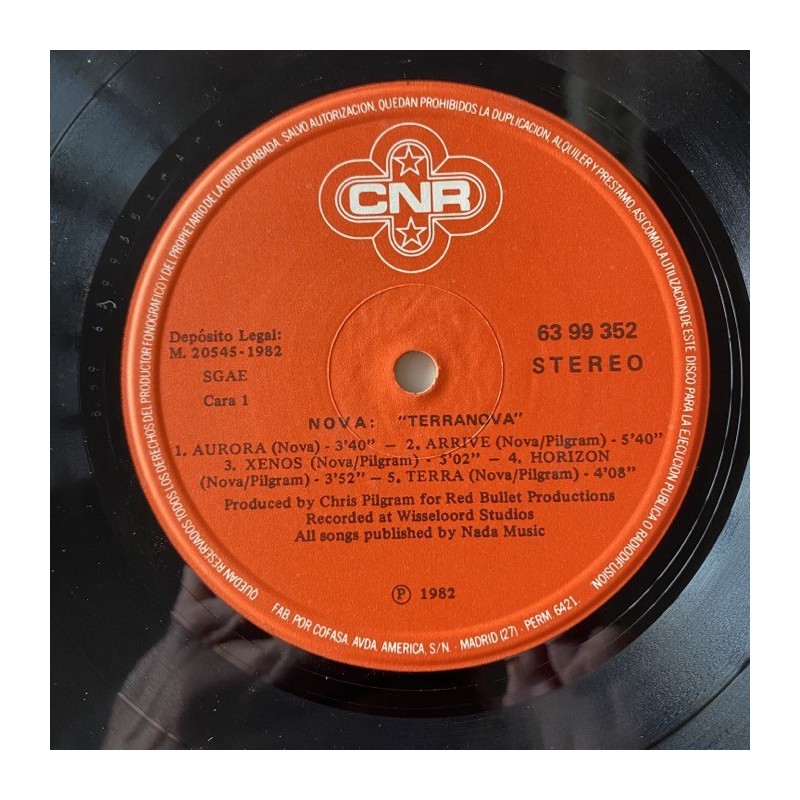 QUEDAN RESERVADOS TODOS LOS DERECHOS DEL PRODUCTOR FONOGRAFICO Y DEL PROPIETARIO DE LA OBRA GRABADA. SALVO AUTORIZACION, QUEDAN PROHIBIDOS LA DUPLICACION, ALQUILER Y PRESTAMO, ASI COMO LA UTILIZACION DE ESTE DISCO PARA LA EJECUCION PUBLICA O RADIODIFUSION.
CNR
Depósito Legal:
M. 20545-1982
SGAE
Cara 1
63 99 352
STEREO
NOVA: "TERRANOVA"
1. AURORA (Nova) - 3'40" — 2. ARRIVE (Nova/Pilgram) - 5'40"
3. XENOS (Nova/Pilgram) - 3'02" — 4. HORIZON
(Nova/Pilgram) - 3'52" — 5. TERRA (Nova/Pilgram) - 4'08"
Produced by Chris Pilgram for Red Bullet Productions
Recorded at Wisseloord Studios
All songs published by Nada Music
Ⓟ 1982
FAB. POR COFASA. AVDA. AMERICA, S/N - MADRID (27) - PERM. 6421.